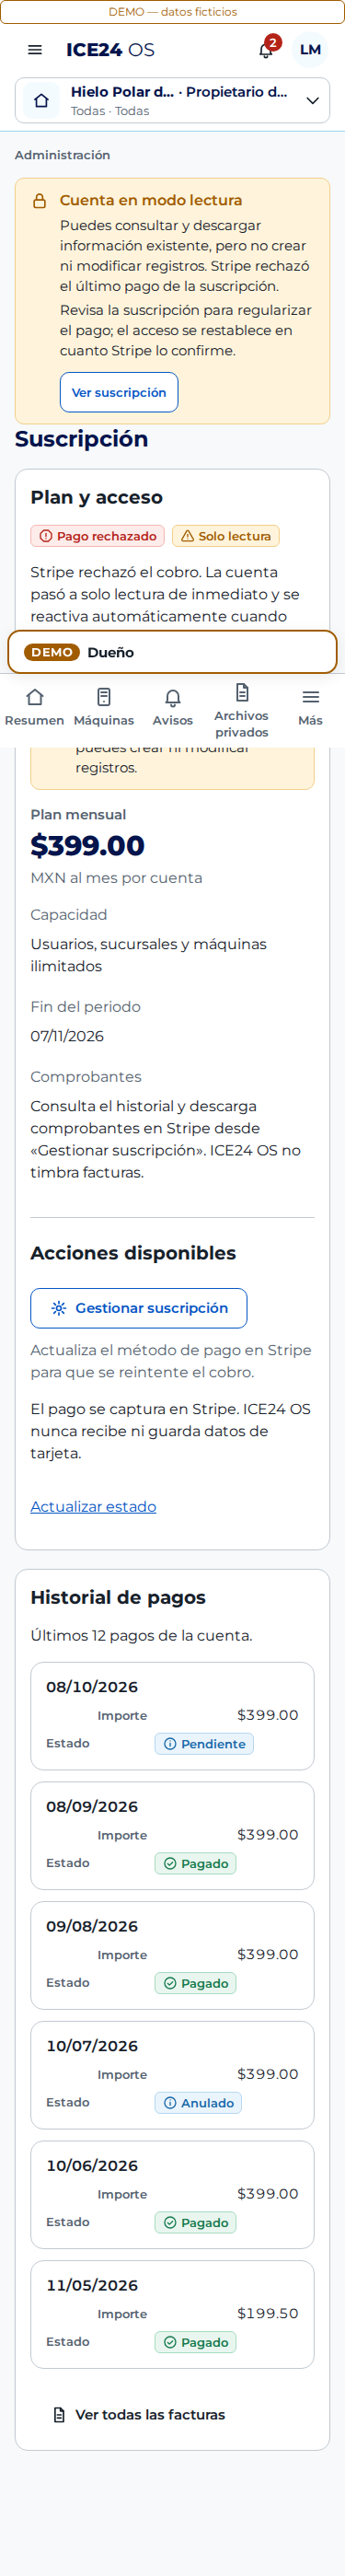 DEMO — datos ficticios
ICE24 OS
2
LM
Hielo Polar d... · Propietario d...
Todas · Todas
Administración
Cuenta en modo lectura
Puedes consultar y descargar
información existente, pero no crear
ni modificar registros. Stripe rechazó
el último pago de la suscripción.
Revisa la suscripción para regularizar
el pago; el acceso se restablece en
cuanto Stripe lo confirme.
Ver suscripción
Suscripción
Plan y acceso
Pago rechazado
Solo lectura
Stripe rechazó el cobro. La cuenta
pasó a solo lectura de inmediato y se
reactiva automáticamente cuando
DEMO Dueño
Resumen
Máquinas
Avisos
Archivos
privados
Más
puedes crear ni modificar
registros.
Plan mensual
$399.00
MXN al mes por cuenta
Capacidad
Usuarios, sucursales y máquinas
ilimitados
Fin del periodo
07/11/2026
Comprobantes
Consulta el historial y descarga
comprobantes en Stripe desde
«Gestionar suscripción». ICE24 OS no
timbra facturas.
Acciones disponibles
Gestionar suscripción
Actualiza el método de pago en Stripe
para que se reintente el cobro.
El pago se captura en Stripe. ICE24 OS
nunca recibe ni guarda datos de
tarjeta.
Actualizar estado
Historial de pagos
Últimos 12 pagos de la cuenta.
08/10/2026
Importe $399.00
Estado Pendiente
08/09/2026
Importe $399.00
Estado Pagado
09/08/2026
Importe $399.00
Estado Pagado
10/07/2026
Importe $399.00
Estado Anulado
10/06/2026
Importe $399.00
Estado Pagado
11/05/2026
Importe $199.50
Estado Pagado
Ver todas las facturas